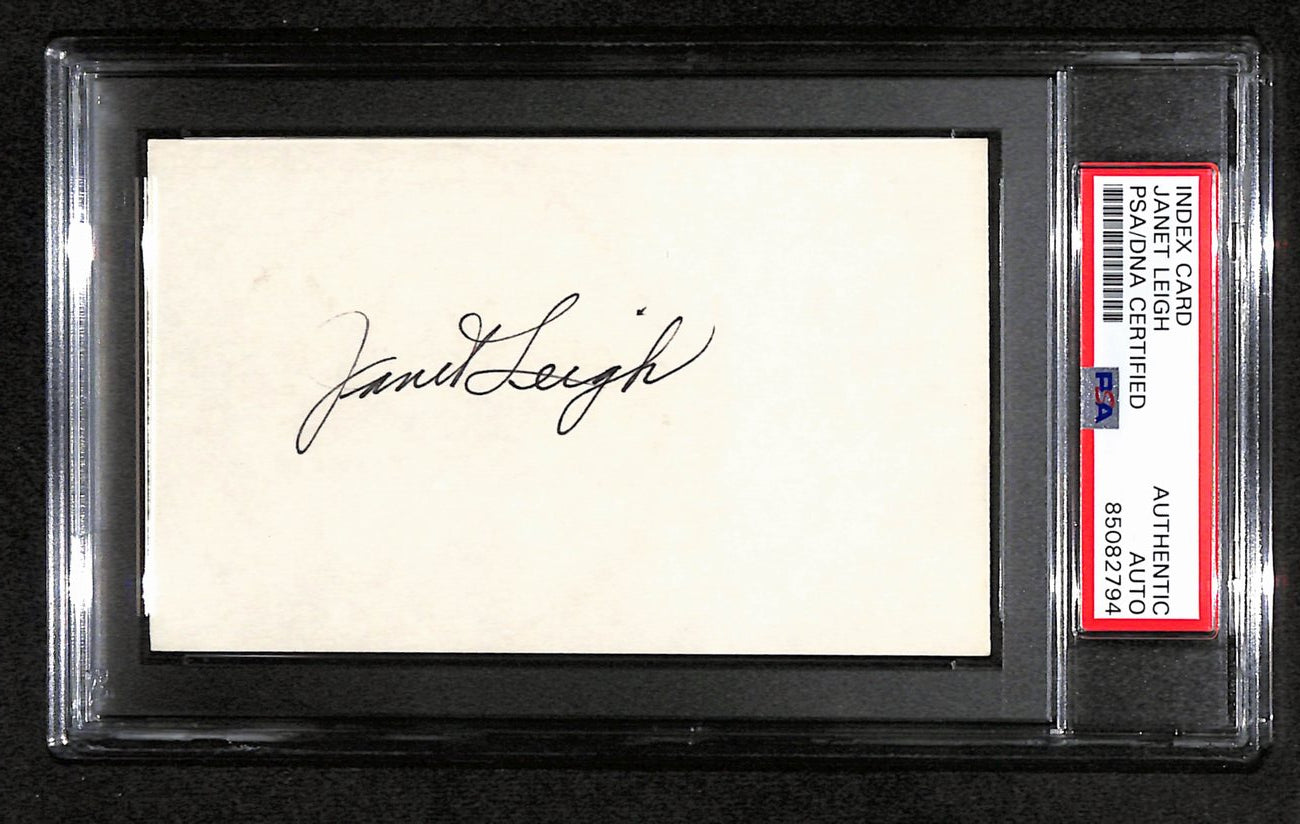 Janet Leigh
INDEX CARD
JANET LEIGH
PSA/DNA CERTIFIED
PSA
AUTHENTIC
AUTO
85082794